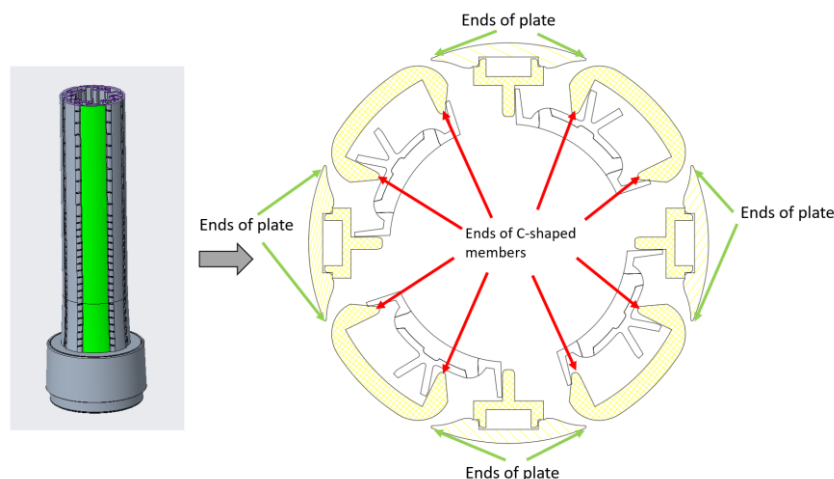 Ends of plate
Ends of plate
Ends of plate
Ends of C-shaped
members
Ends of plate